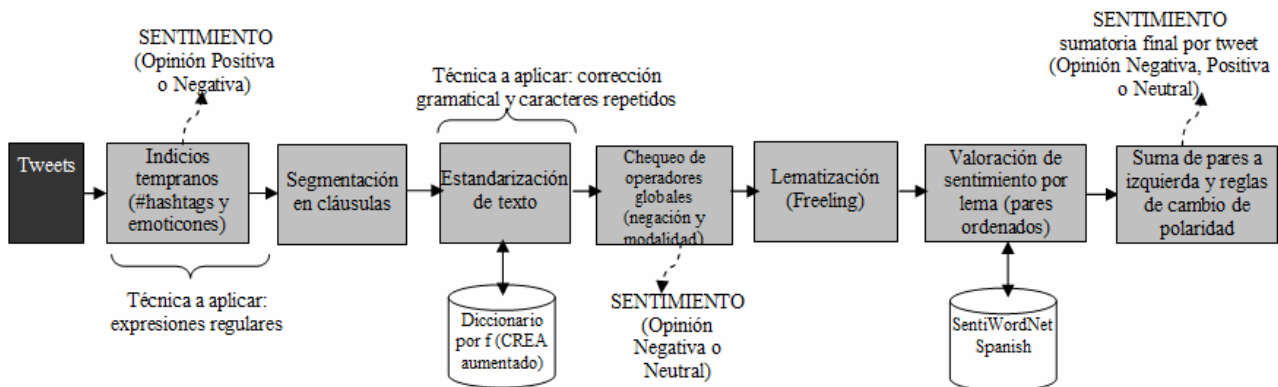 SENTIMIENTO
(Opinión Positiva
o Negativa)
Técnica a aplicar: corrección
gramatical y caracteres repetidos
SENTIMIENTO
sumatoria final por tweet
(Opinión Negativa, Positiva
o Neutral)
Tweets
Indicios
tempranos
(#hashtags y
emoticones)
Segmentación
en cláusulas
Estandarización
de texto
Chequeo de
operadores
globales
(negación y
modalidad)
Lematización
(Freeling)
Valoración de
sentimiento por
lema (pares
ordenados)
Suma de pares a
izquierda y reglas
de cambio de
polaridad
Técnica a aplicar:
expresiones regulares
Diccionario
por f (CREA
aumentado)
SENTIMIENTO
(Opinión
Negativa o
Neutral)
SentiWordNet
Spanish